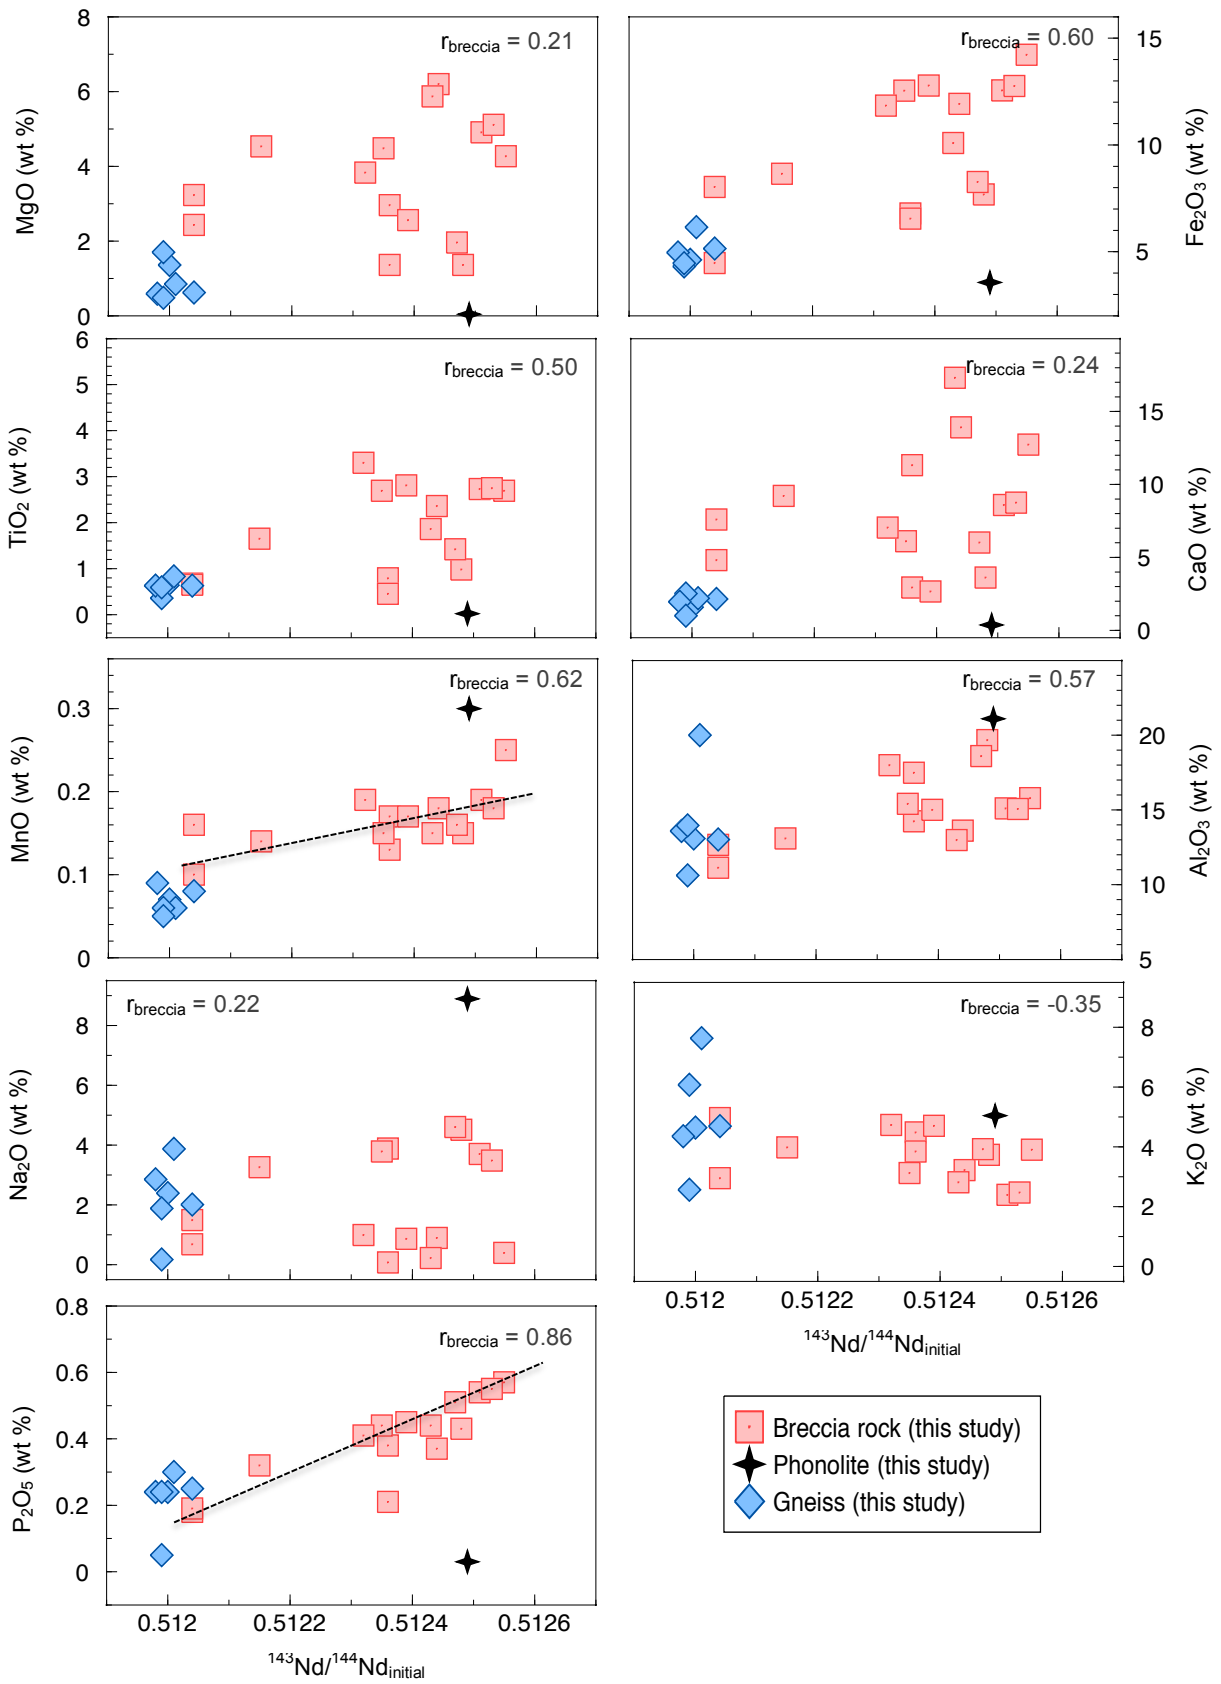 8
6
4
2
0
MgO (wt %)
r_breccia = 0.21
15
10
5
Fe₂O₃ (wt %)
r_breccia = 0.60
6
5
4
3
2
1
0
TiO₂ (wt %)
r_breccia = 0.50
15
10
5
0
CaO (wt %)
r_breccia = 0.24
0.3
0.2
0.1
0
MnO (wt %)
r_breccia = 0.62
20
15
10
5
Al₂O₃ (wt %)
r_breccia = 0.57
8
6
4
2
0
Na₂O (wt %)
r_breccia = 0.22
8
6
4
2
0
K₂O (wt %)
r_breccia = -0.35
0.512 0.5122 0.5124 0.5126
¹⁴³Nd/¹⁴⁴Nd_initial
0.8
0.6
0.4
0.2
0
P₂O₅ (wt %)
r_breccia = 0.86
0.512 0.5122 0.5124 0.5126
¹⁴³Nd/¹⁴⁴Nd_initial
Breccia rock (this study)
Phonolite (this study)
Gneiss (this study)